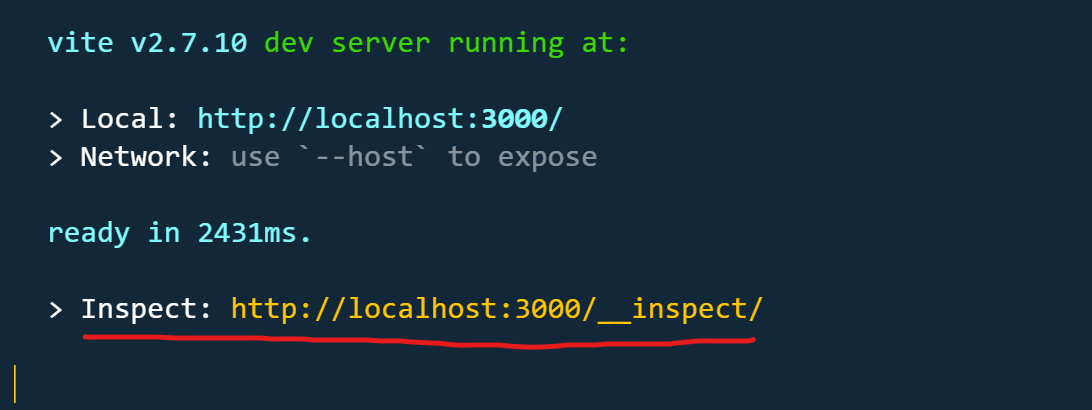 vite v2.7.10 dev server running at:
> Local: http://localhost:3000/
> Network: use `--host` to expose
ready in 2431ms.
> Inspect: http://localhost:3000/__inspect/